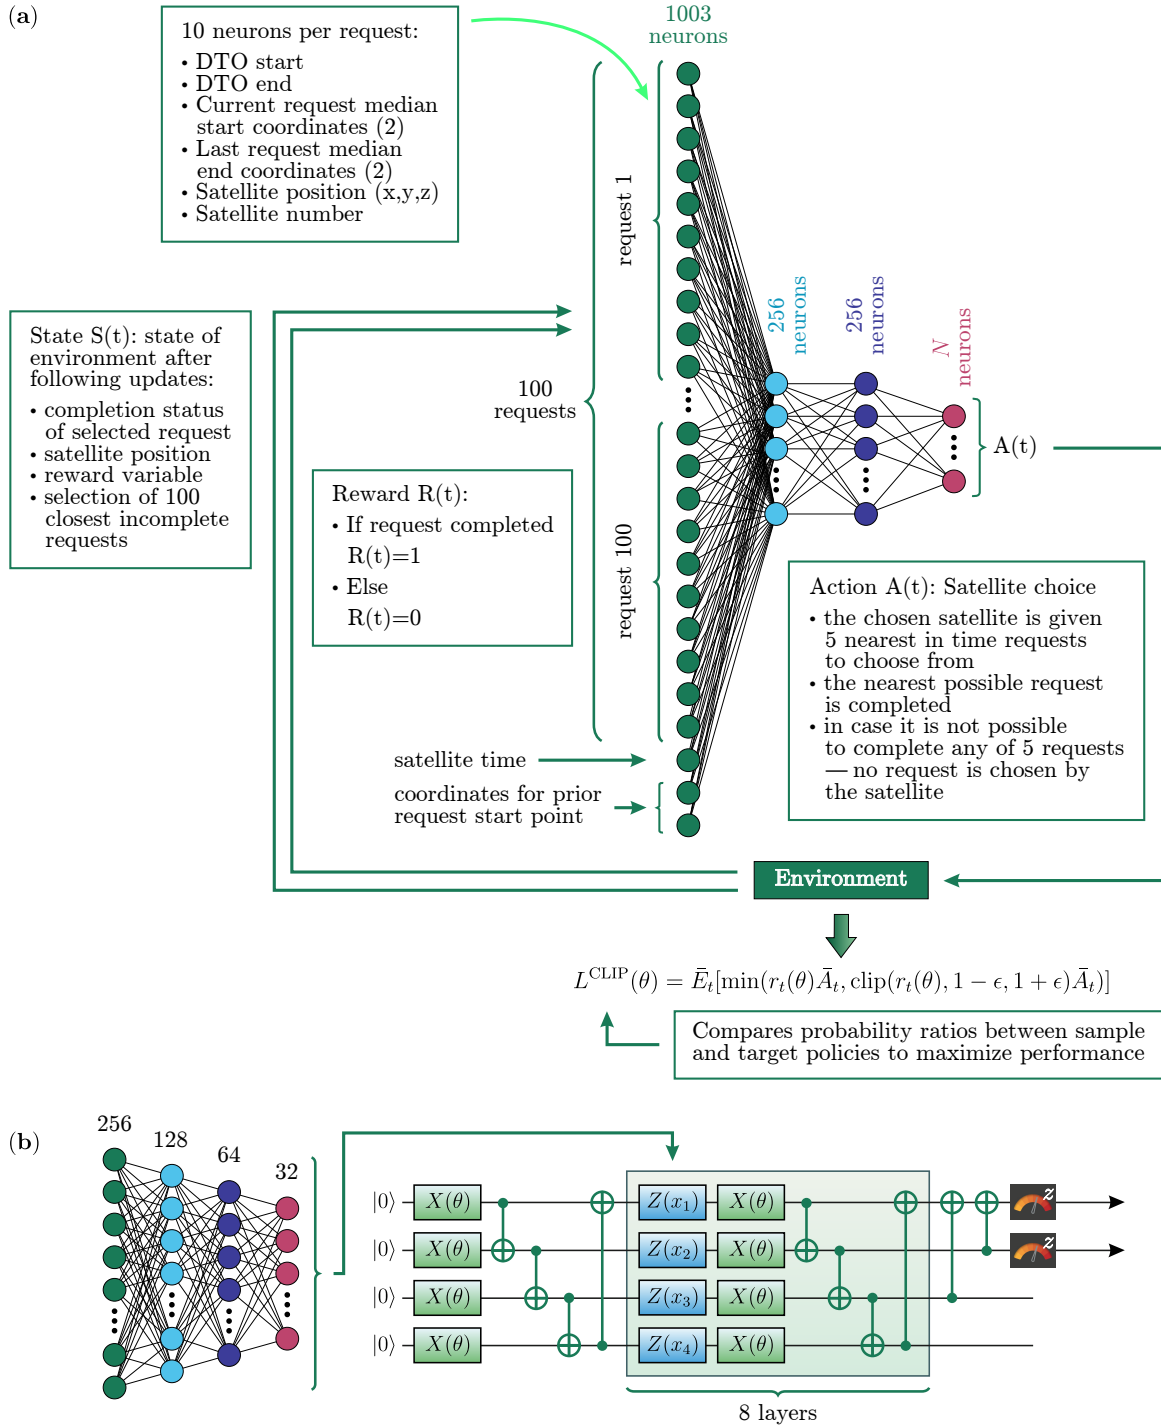 (a)
10 neurons per request:
• DTO start
• DTO end
• Current request median
start coordinates (2)
• Last request median
end coordinates (2)
• Satellite position (x,y,z)
• Satellite number
1003
neurons
request 1
100
requests
request 100
256
neurons
256
neurons
N
neurons
A(t)
State S(t): state of
environment after
following updates:
• completion status
of selected request
• satellite position
• reward variable
• selection of 100
closest incomplete
requests
Reward R(t):
• If request completed
R(t)=1
• Else
R(t)=0
satellite time
coordinates for prior
request start point
Action A(t): Satellite choice
• the chosen satellite is given
5 nearest in time requests
to choose from
• the nearest possible request
is completed
• in case it is not possible
to complete any of 5 requests
— no request is chosen by
the satellite
Environment
L^CLIP(θ) = Ē_t[min(r_t(θ)Ā_t, clip(r_t(θ), 1 − ϵ, 1 + ϵ)Ā_t)]
Compares probability ratios between sample
and target policies to maximize performance
(b)
256
128
64
32
|0⟩ X(θ) Z(x₁) X(θ) z
|0⟩ X(θ) Z(x₂) X(θ) z
|0⟩ X(θ) Z(x₃) X(θ)
|0⟩ X(θ) Z(x₄) X(θ)
8 layers